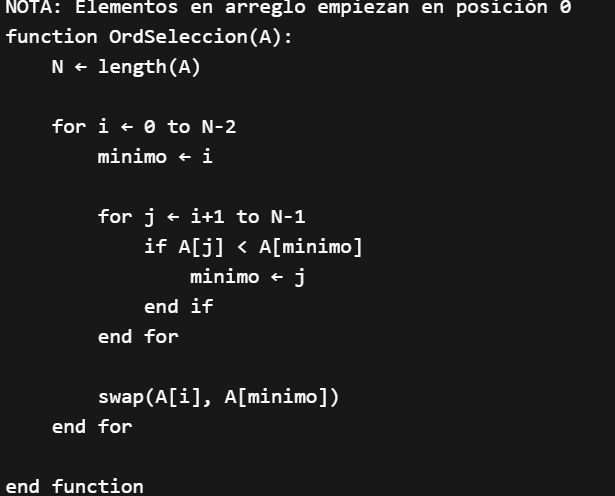 NOTA: Elementos en arreglo empiezan en posición 0
function OrdSeleccion(A):
    N ← length(A)

    for i ← 0 to N-2
        minimo ← i

        for j ← i+1 to N-1
            if A[j] < A[minimo]
                minimo ← j
            end if
        end for

        swap(A[i], A[minimo])
    end for

end function